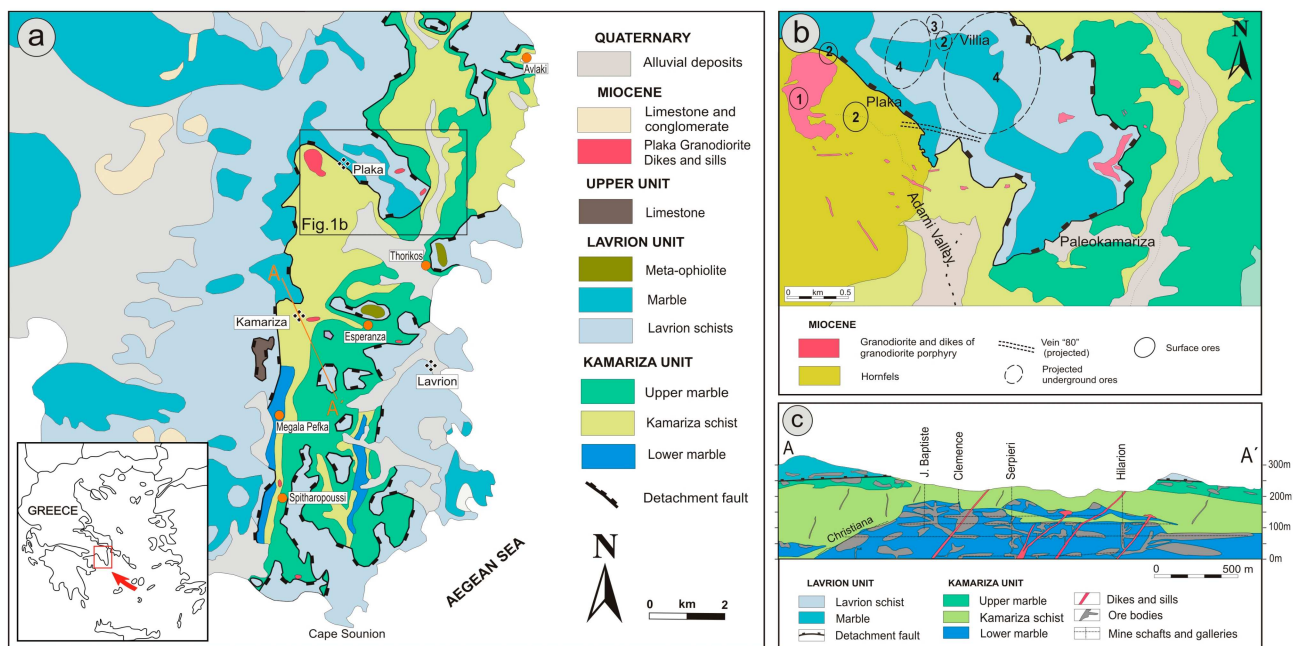 a
Avlaki
Plaka
Fig.1b
Thorikos
A
Kamariza
Esperanza
Lavrion
A´
Megala Pefka
Spitharopoussi
GREECE
AEGEAN SEA
Cape Sounion
QUATERNARY
Alluvial deposits
MIOCENE
Limestone and
conglomerate
Plaka Granodiorite
Dikes and sills
UPPER UNIT
Limestone
LAVRION UNIT
Meta-ophiolite
Marble
Lavrion schists
KAMARIZA UNIT
Upper marble
Kamariza schist
Lower marble
Detachment fault
N
km
0 2
b
3
2
Villia
N
2
4
4
1
Plaka
2
Adami Valley
Paleokamariza
km
0 0.5
MIOCENE
Granodiorite and dikes of
granodiorite porphyry
Hornfels
Vein “80”
(projected)
Projected
underground ores
Surface ores
c
A
J. Baptiste
Clemence
Serpieri
Hilarion
A´
300m
200m
100m
0m
Christiana
0 500 m
LAVRION UNIT
Lavrion schist
Marble
Detachment fault
KAMARIZA UNIT
Upper marble
Kamariza schist
Lower marble
Dikes and sills
Ore bodies
Mine schafts and galleries